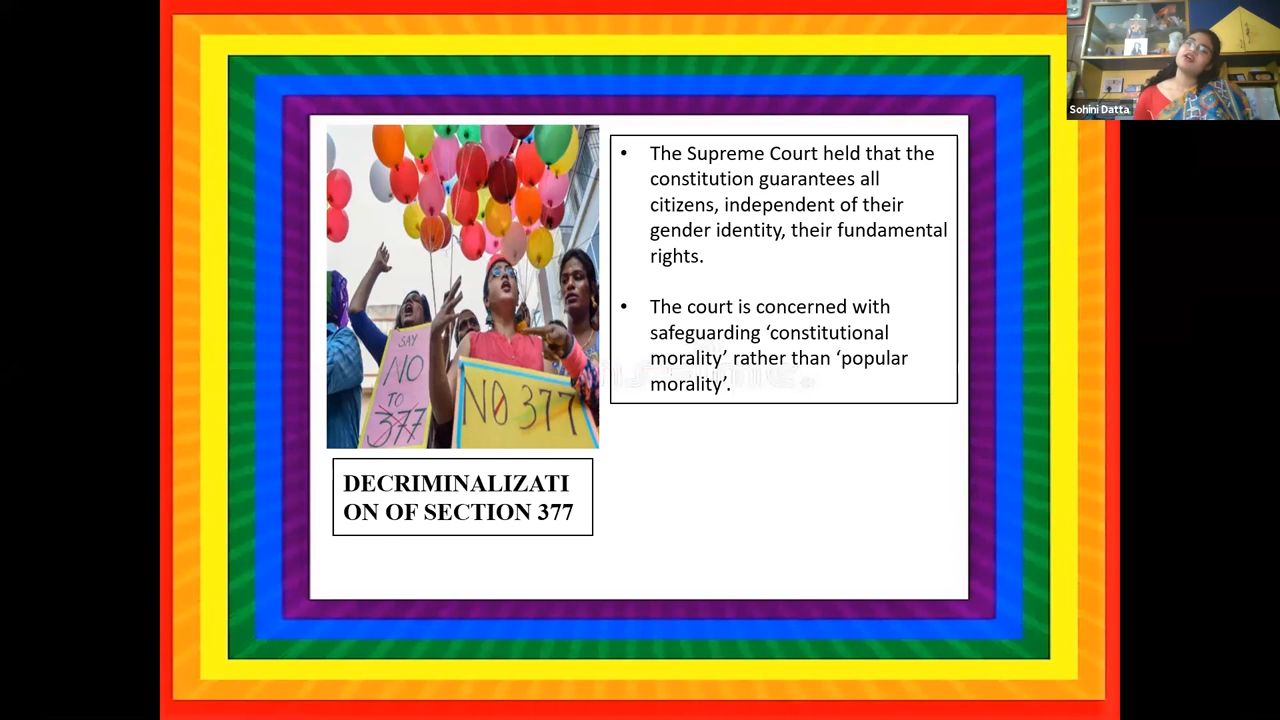 Sohini Datta
• The Supreme Court held that the
constitution guarantees all
citizens, independent of their
gender identity, their fundamental
rights.
• The court is concerned with
safeguarding ‘constitutional
morality’ rather than ‘popular
morality’.
SAY
NO
TO
377
NO 377
DECRIMINALIZATI
ON OF SECTION 377